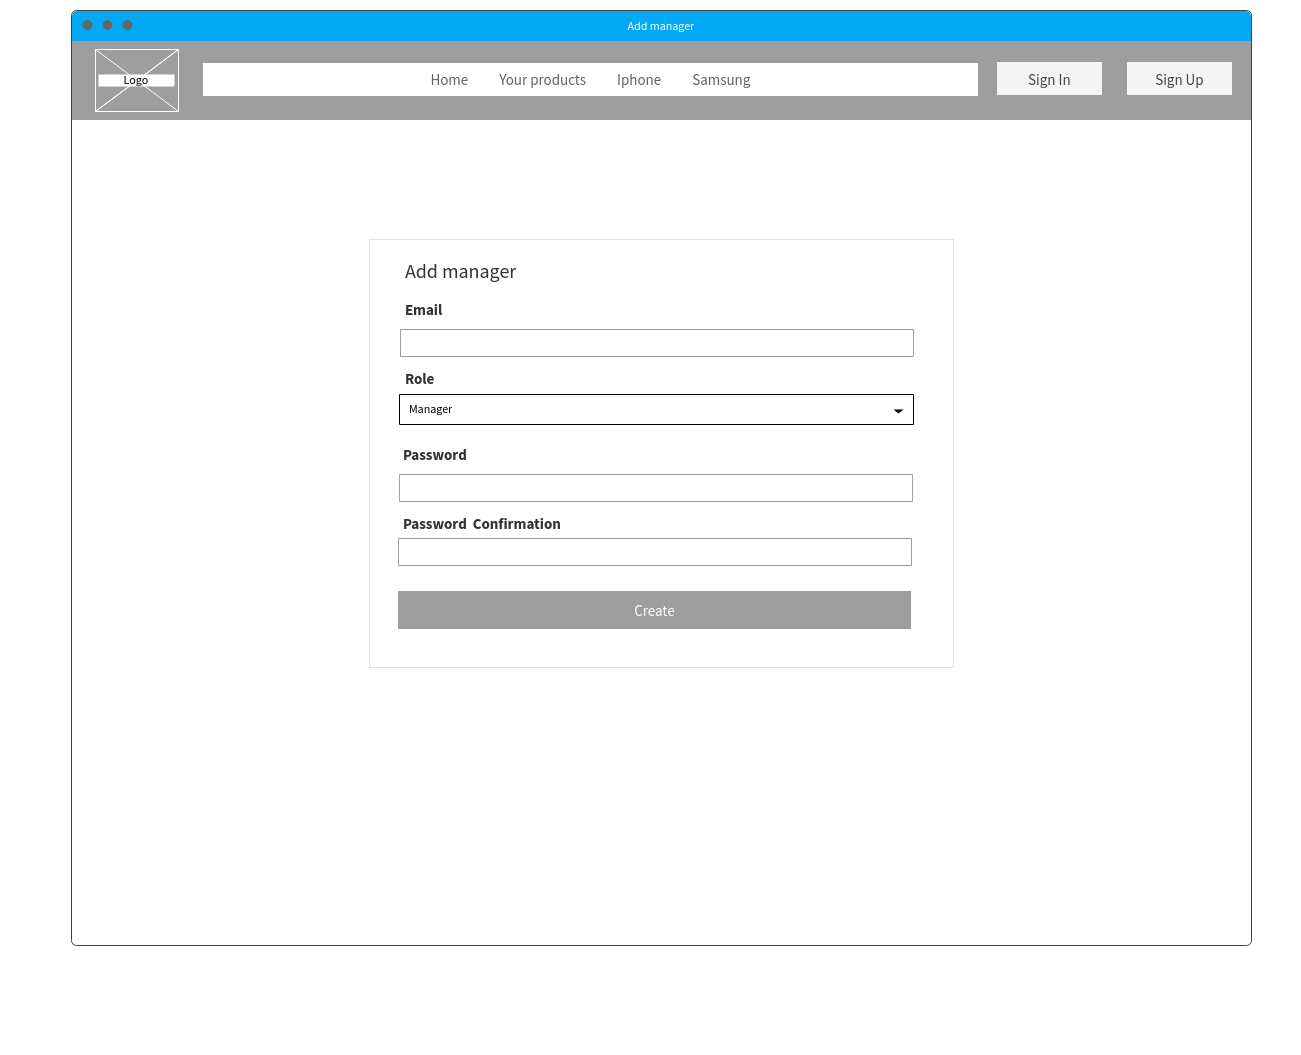 Add manager
Logo
Home Your products Iphone Samsung
Sign In
Sign Up
Add manager
Email
Role
Manager
Password
Password Confirmation
Create